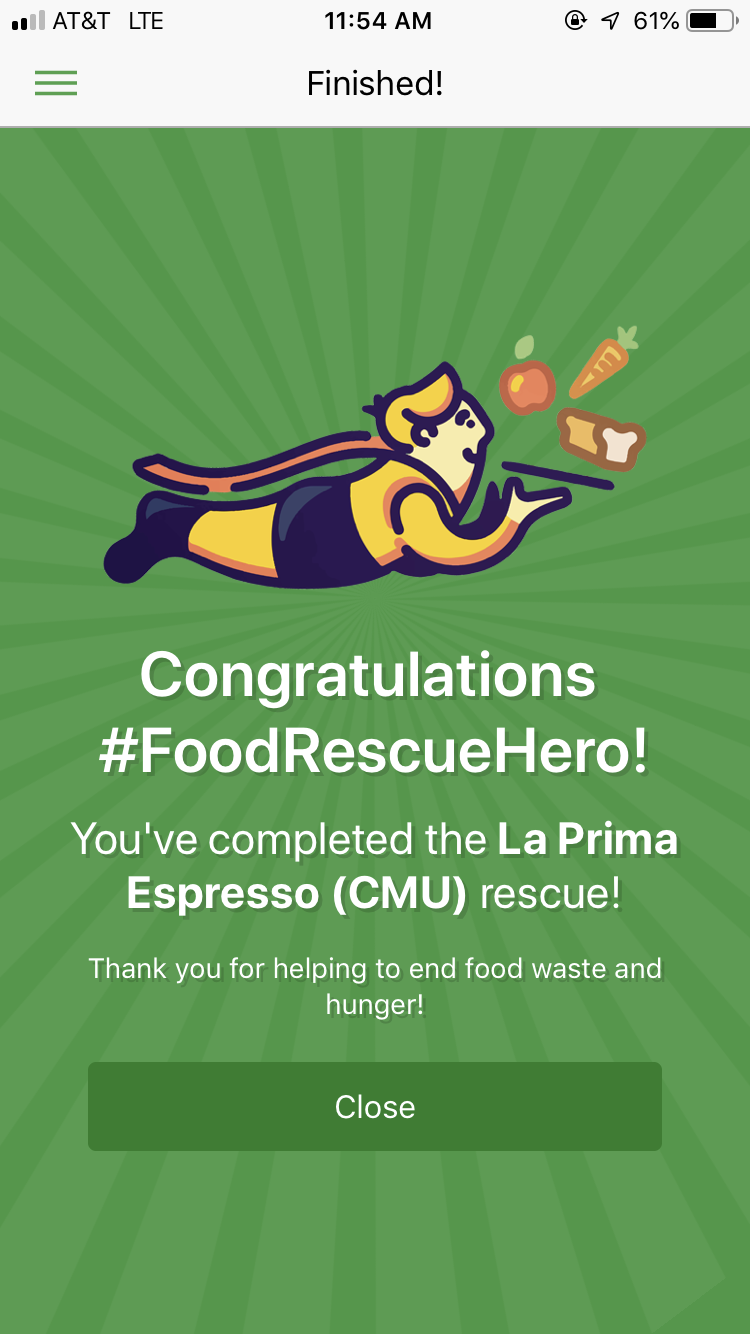 AT&T LTE 11:54 AM 61%
Finished!
Congratulations
#FoodRescueHero!
You've completed the La Prima
Espresso (CMU) rescue!
Thank you for helping to end food waste and
hunger!
Close